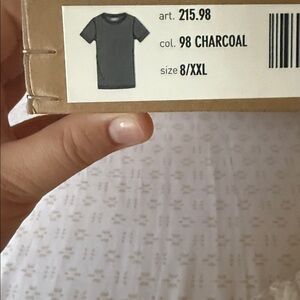 art. 215.98
col. 98 CHARCOAL
size 8/XXL